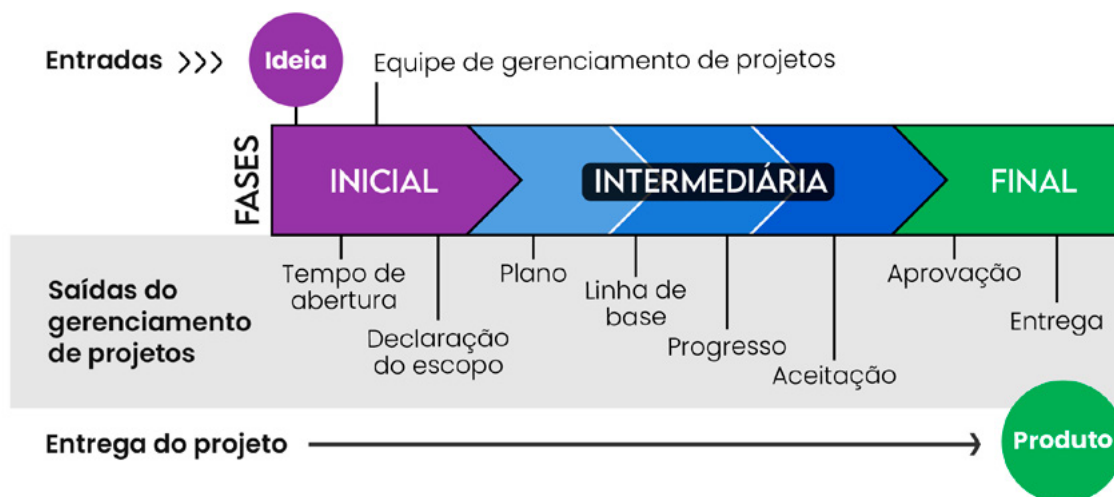 Entradas >>> Ideia
Equipe de gerenciamento de projetos
FASES
INICIAL
INTERMEDIÁRIA
FINAL
Saídas do
gerenciamento
de projetos
Tempo de
abertura
Declaração
do escopo
Plano
Linha de
base
Progresso
Aceitação
Aprovação
Entrega
Entrega do projeto
Produto